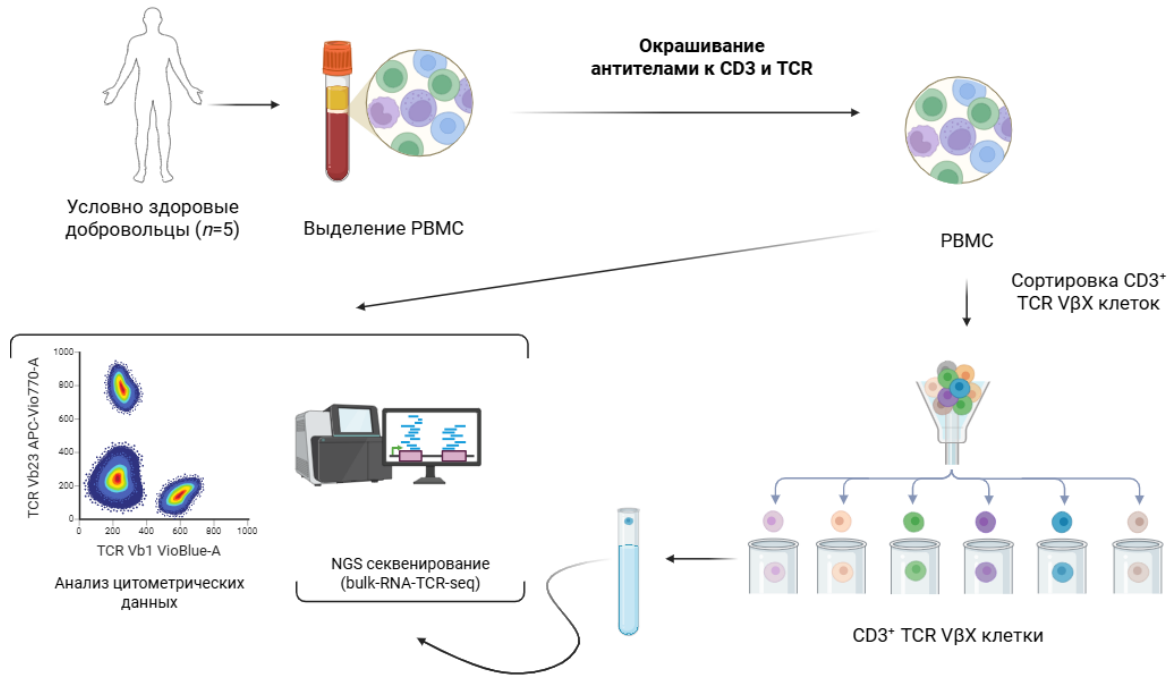 Окрашивание
антителами к CD3 и TCR
Условно здоровые
добровольцы (n=5)
Выделение PBMC
PBMC
Сортировка CD3⁺
TCR VβX клеток
TCR Vb23 APC-Vio770-A
1000
800
600
400
200
0
0
200
400
600
800
1000
TCR Vb1 VioBlue-A
Анализ цитометрических
данных
NGS секвенирование
(bulk-RNA-TCR-seq)
CD3⁺ TCR VβX клетки